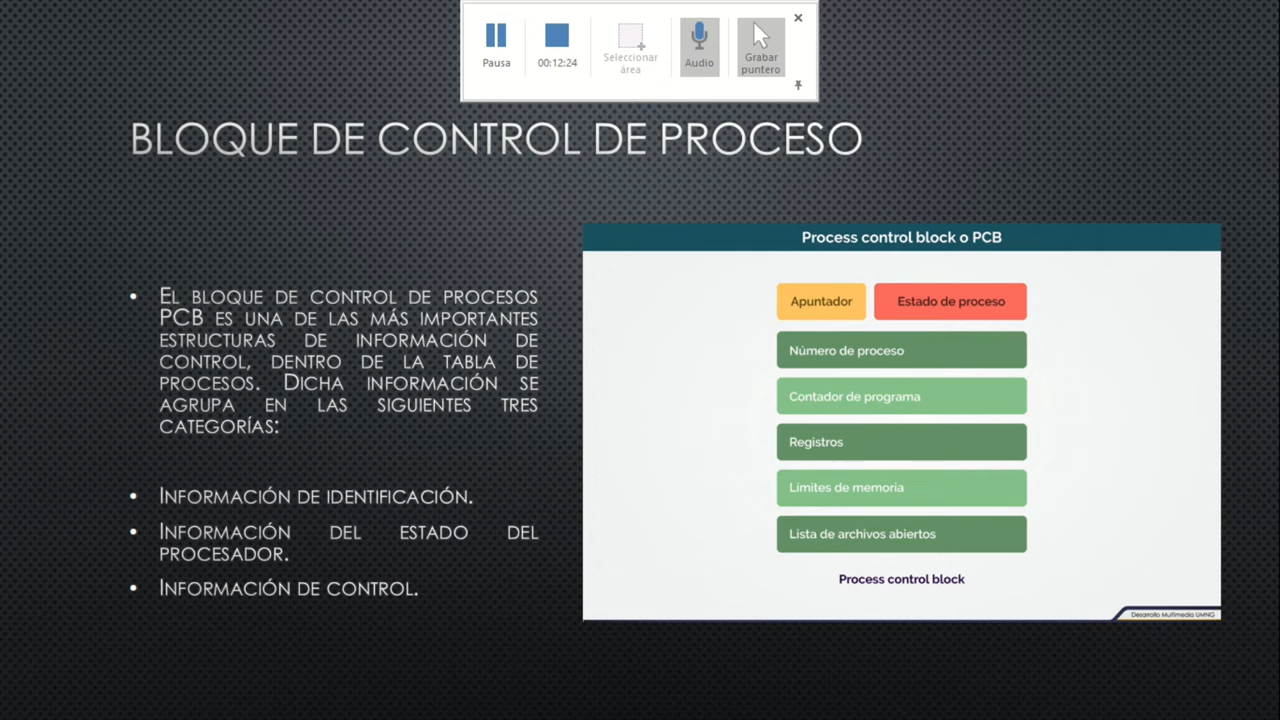 Pausa
00:12:24
Seleccionar
área
Audio
Grabar
puntero
BLOQUE DE CONTROL DE PROCESO
• EL BLOQUE DE CONTROL DE PROCESOS
PCB ES UNA DE LAS MÁS IMPORTANTES
ESTRUCTURAS DE INFORMACIÓN DE
CONTROL, DENTRO DE LA TABLA DE
PROCESOS. DICHA INFORMACIÓN SE
AGRUPA EN LAS SIGUIENTES TRES
CATEGORÍAS:
• INFORMACIÓN DE IDENTIFICACIÓN.
• INFORMACIÓN DEL ESTADO DEL
PROCESADOR.
• INFORMACIÓN DE CONTROL.
Process control block o PCB
Apuntador
Estado de proceso
Número de proceso
Contador de programa
Registros
Limites de memoria
Lista de archivos abiertos
Process control block
Desarrollo Multimedia UMNG